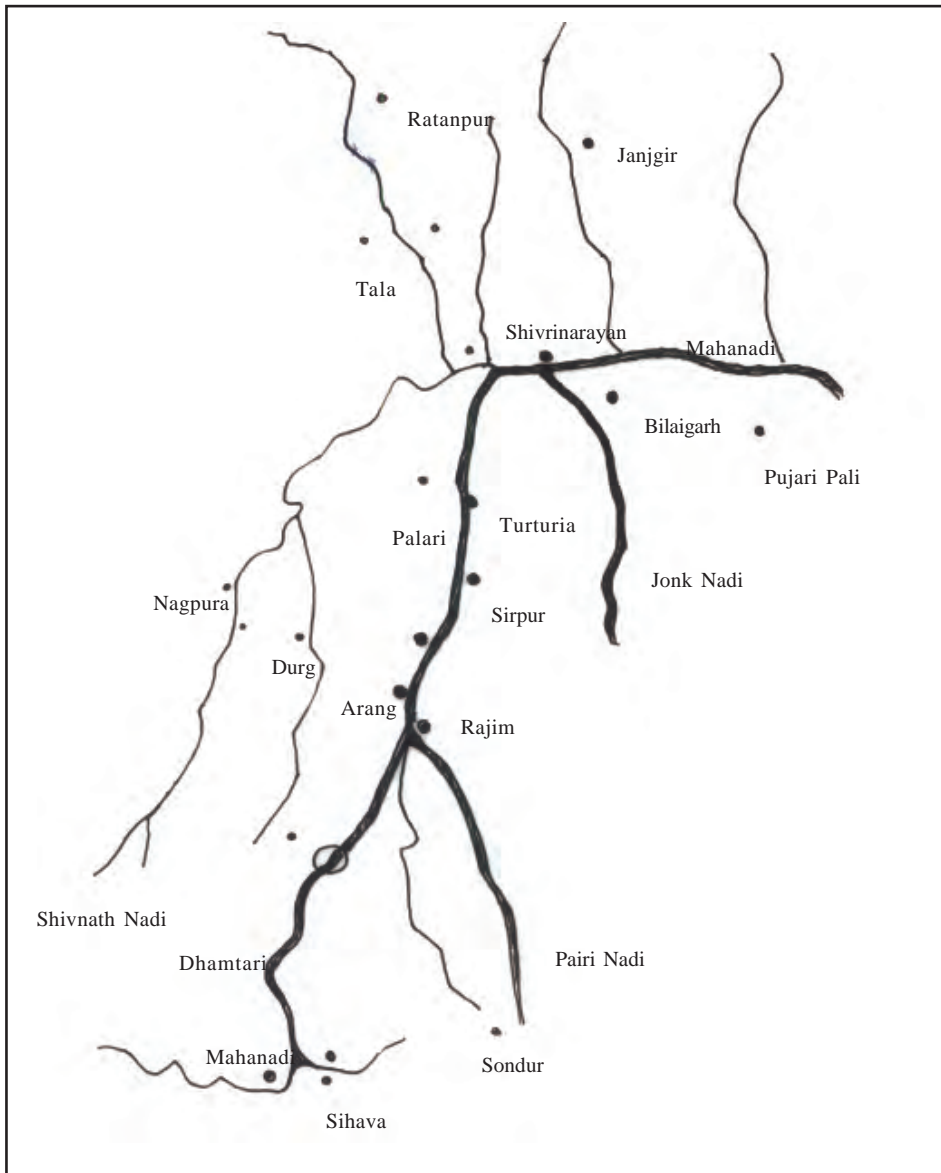 Ratanpur
Janjgir
Tala
Shivrinarayan
Mahanadi
Bilaigarh
Pujari Pali
Turturia
Palari
Jonk Nadi
Nagpura
Sirpur
Durg
Arang
Rajim
Shivnath Nadi
Dhamtari
Pairi Nadi
Mahanadi
Sondur
Sihava